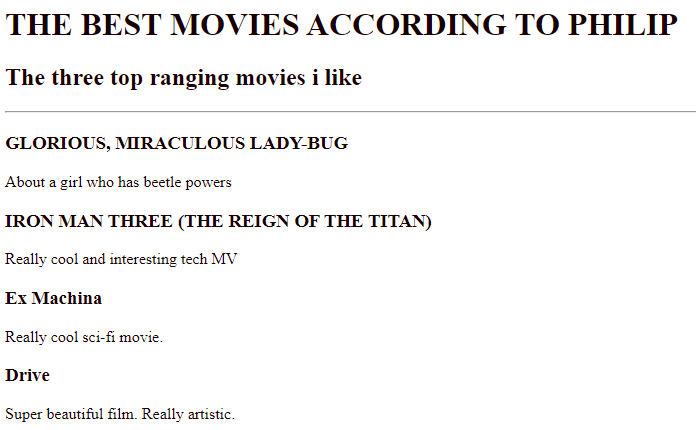 THE BEST MOVIES ACCORDING TO PHILIP
The three top ranging movies i like
GLORIOUS, MIRACULOUS LADY-BUG
About a girl who has beetle powers
IRON MAN THREE (THE REIGN OF THE TITAN)
Really cool and interesting tech MV
Ex Machina
Really cool sci-fi movie.
Drive
Super beautiful film. Really artistic.